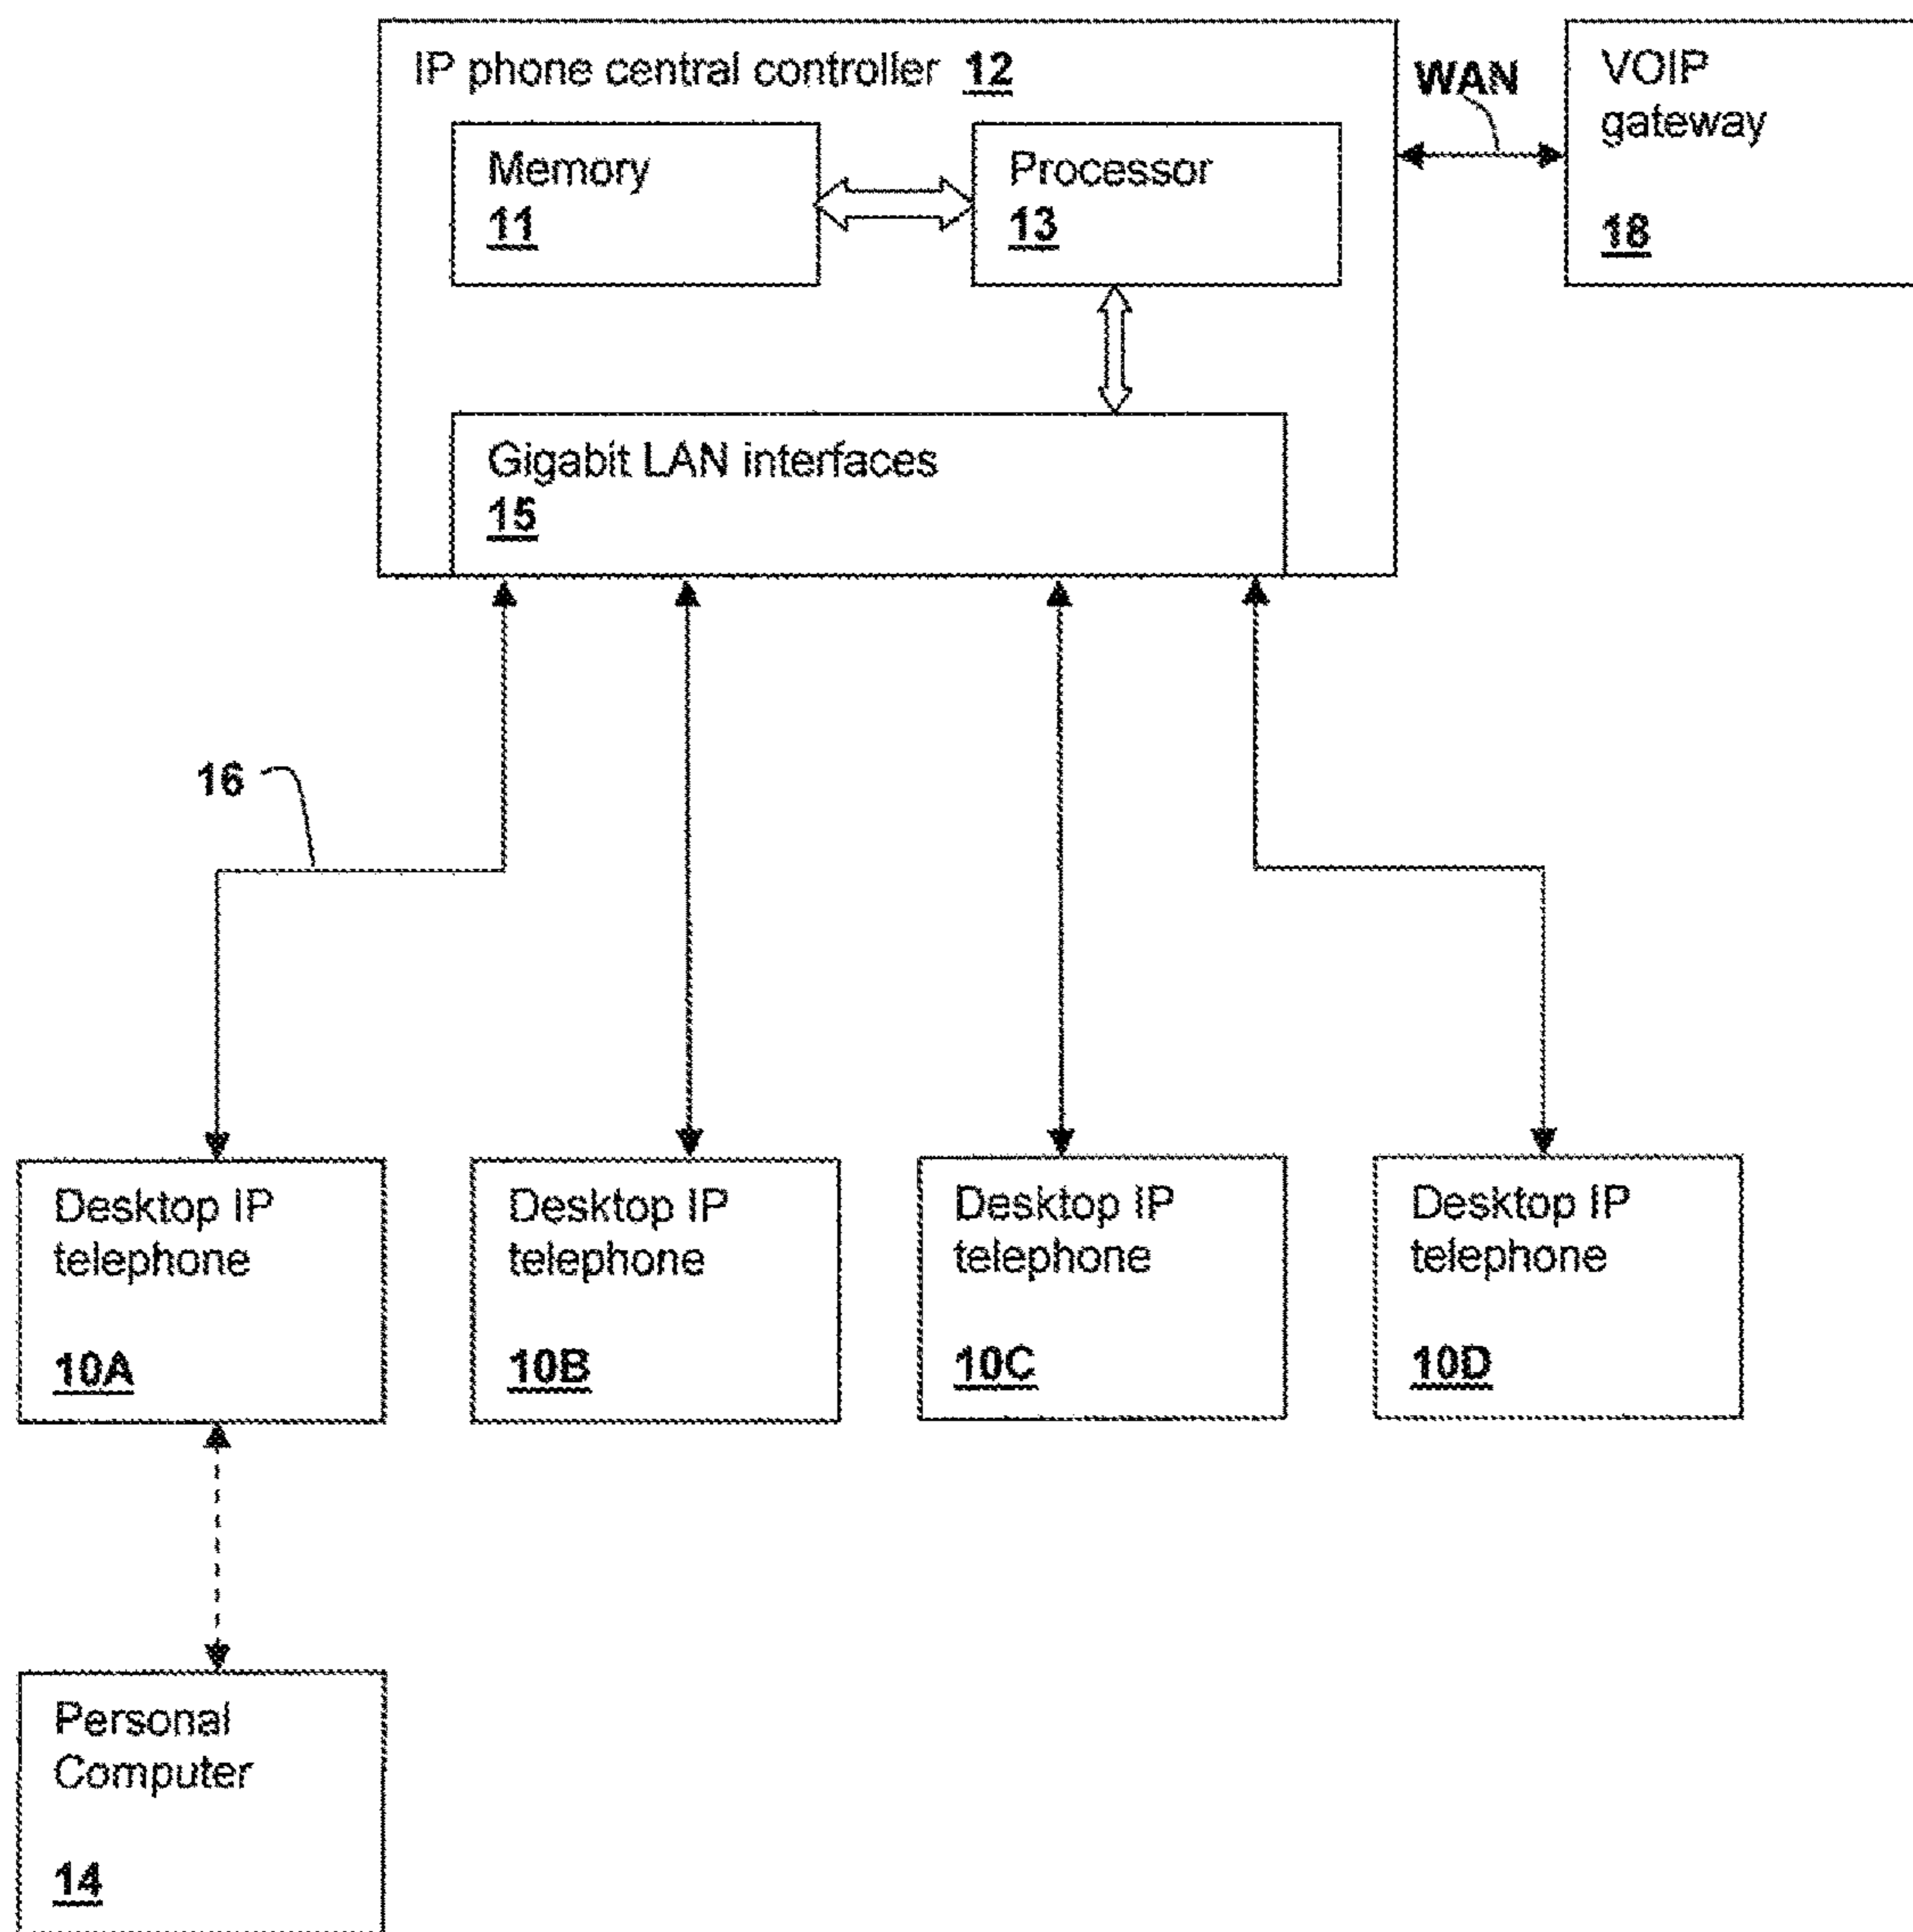 IP phone central controller 12
WAN
VOIP
gateway
18
Memory
11
Processor
13
Gigabit LAN interfaces
15
16
Desktop IP
telephone
10A
Desktop IP
telephone
10B
Desktop IP
telephone
10C
Desktop IP
telephone
10D
Personal
Computer
14